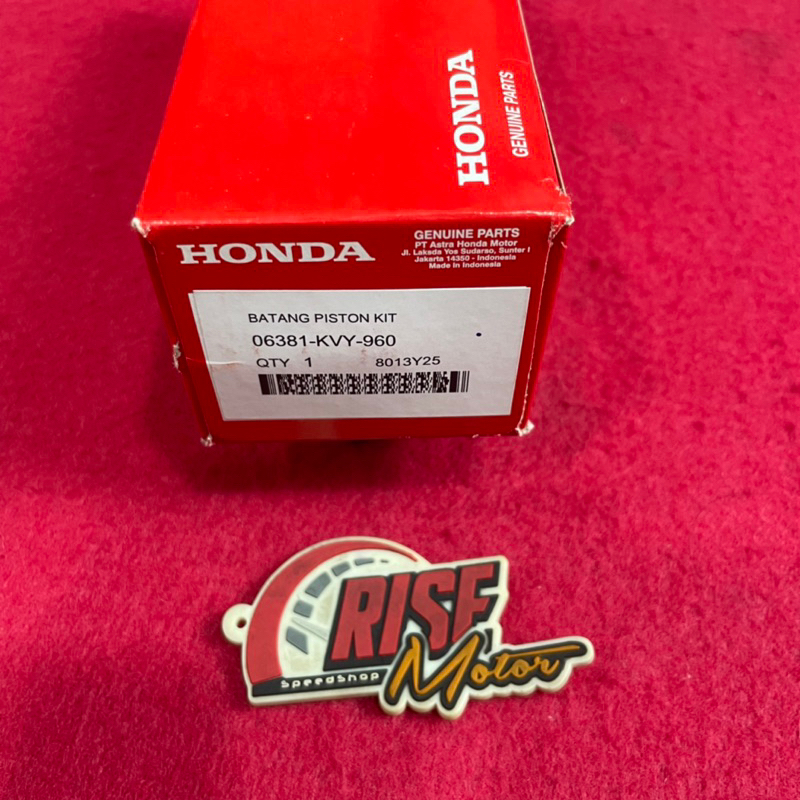 HONDA
GENUINE PARTS
HONDA
GENUINE PARTS
PT Astra Honda Motor
Jl. Laksda Yos Sudarso, Sunter I
Jakarta 14350 - Indonesia
Made in Indonesia
BATANG PISTON KIT
06381-KVY-960
QTY 1 8013Y25
RISE
Motor
SpeedShop